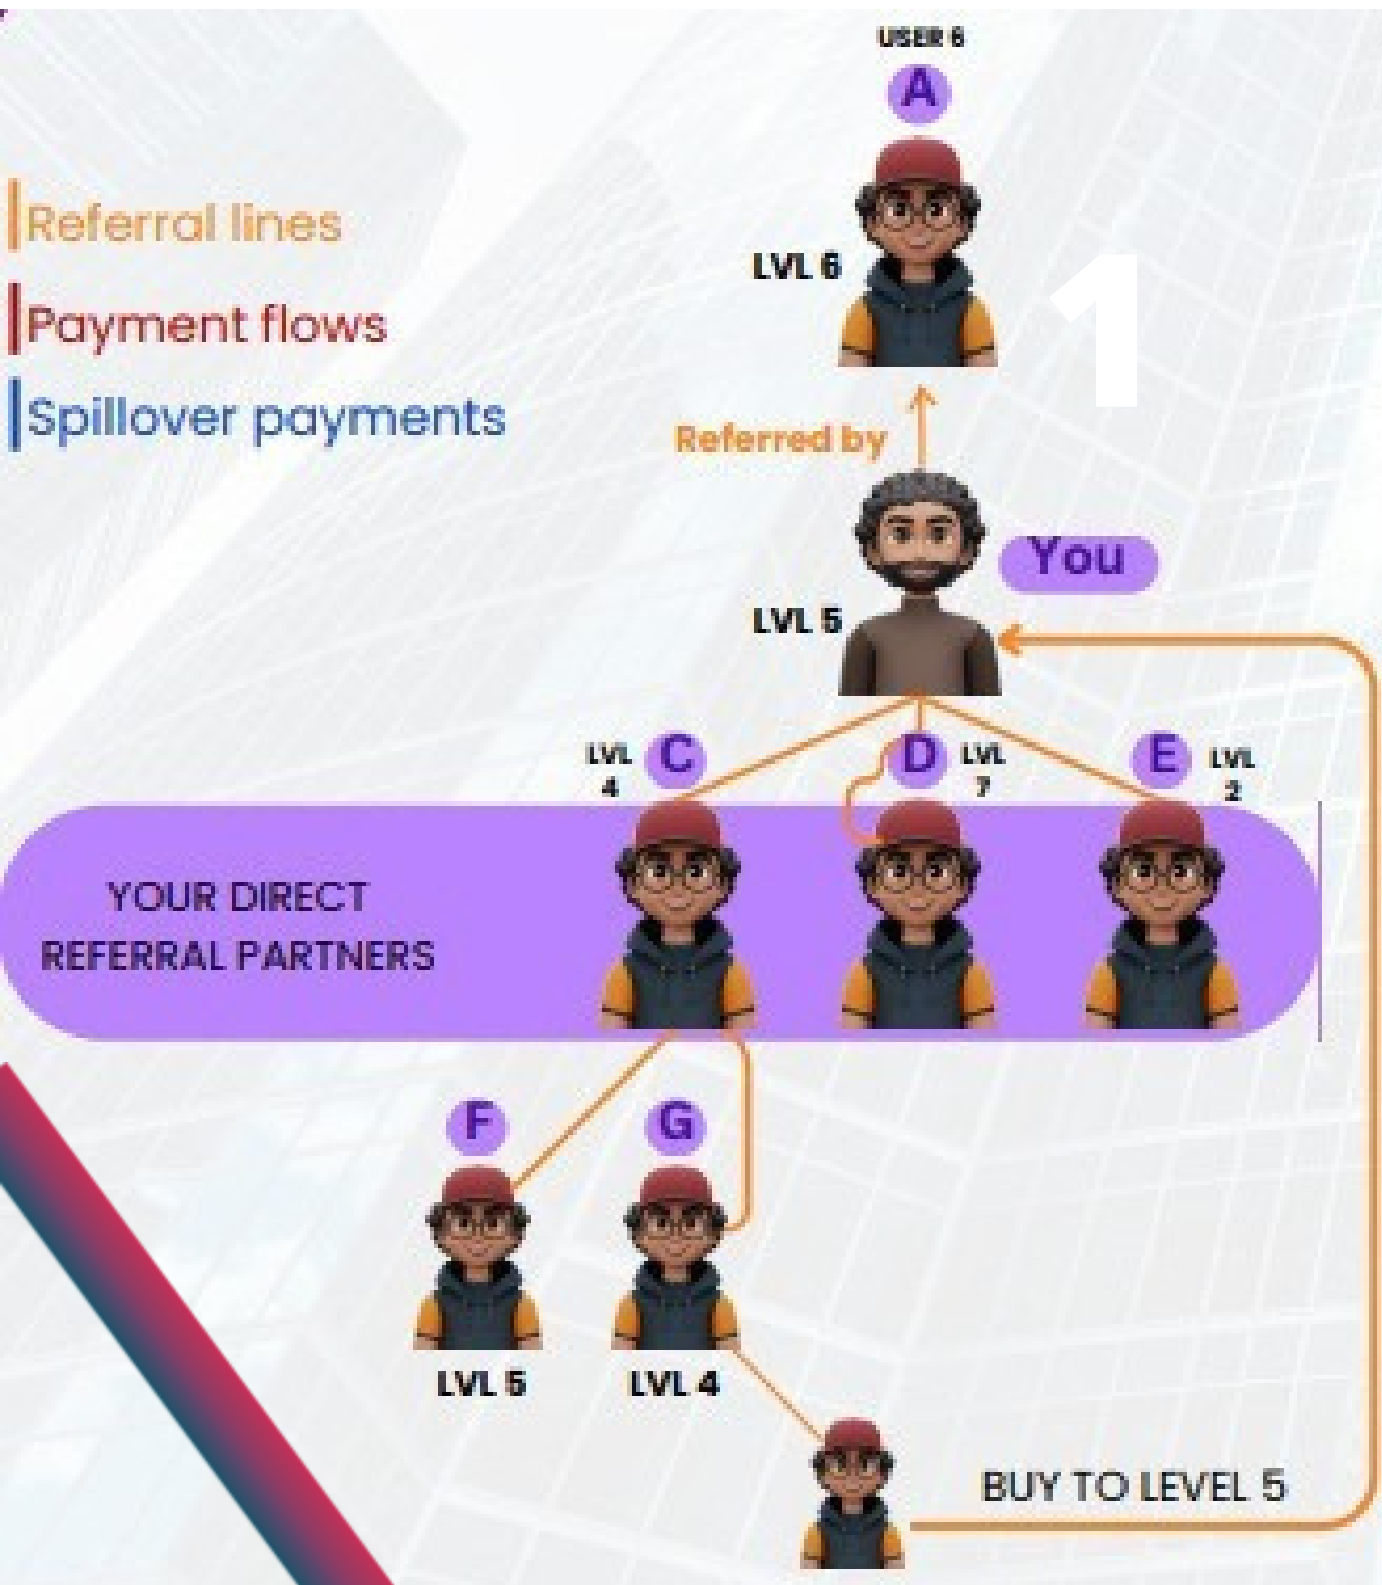 USER 6
A
Referral lines
LVL 6
1
Payment flows
Spillover payments
Referred by
You
LVL 5
LVL
4
C
D
LVL
7
E
LVL
2
YOUR DIRECT
REFERRAL PARTNERS
F
G
LVL 5
LVL 4
BUY TO LEVEL 5